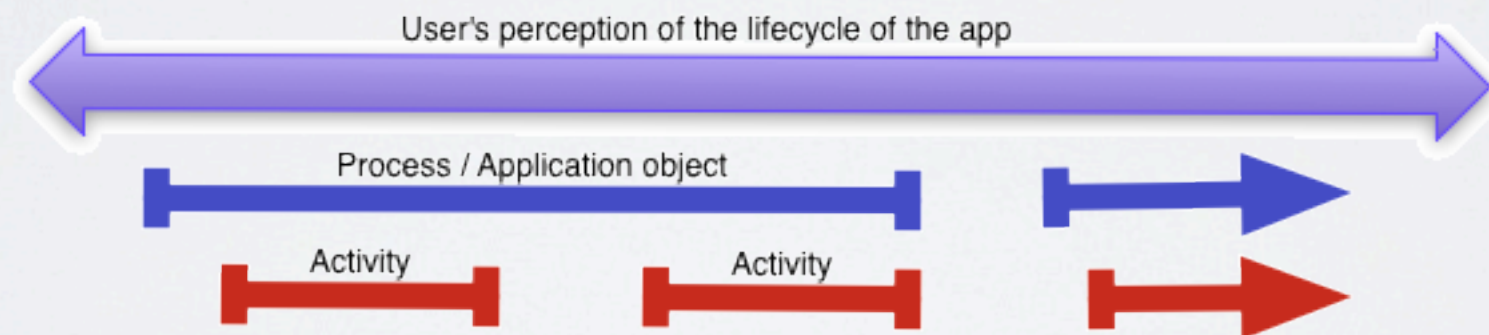 User's perception of the lifecycle of the app
Process / Application object
Activity
Activity